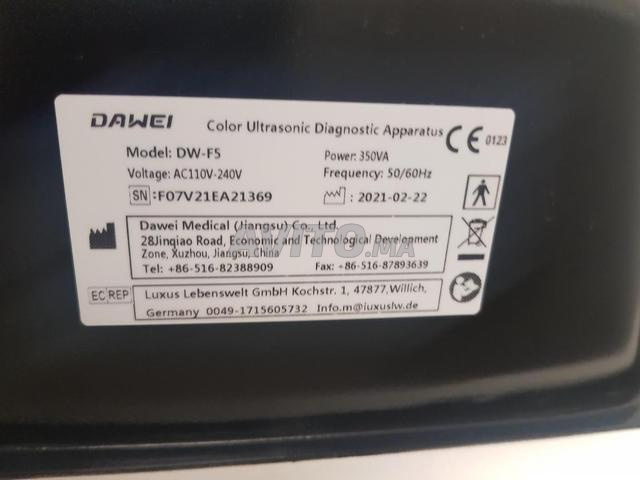 DAWEI
Color Ultrasonic Diagnostic Apparatus
CE 0123
Model: DW-F5
Power: 350VA
Voltage: AC110V-240V
Frequency: 50/60Hz
SN :F07V21EA21369
: 2021-02-22
Dawei Medical (Jiangsu) Co., Ltd.
28Jinqiao Road, Economic and Technological Development
Zone, Xuzhou, Jiangsu, China
Tel: +86-516-82388909 Fax: +86-516-87893639
EC REP
Luxus Lebenswelt GmbH Kochstr. 1, 47877,Willich,
Germany 0049-1715605732 Info.m@luxuslw.de
AVITO.MA